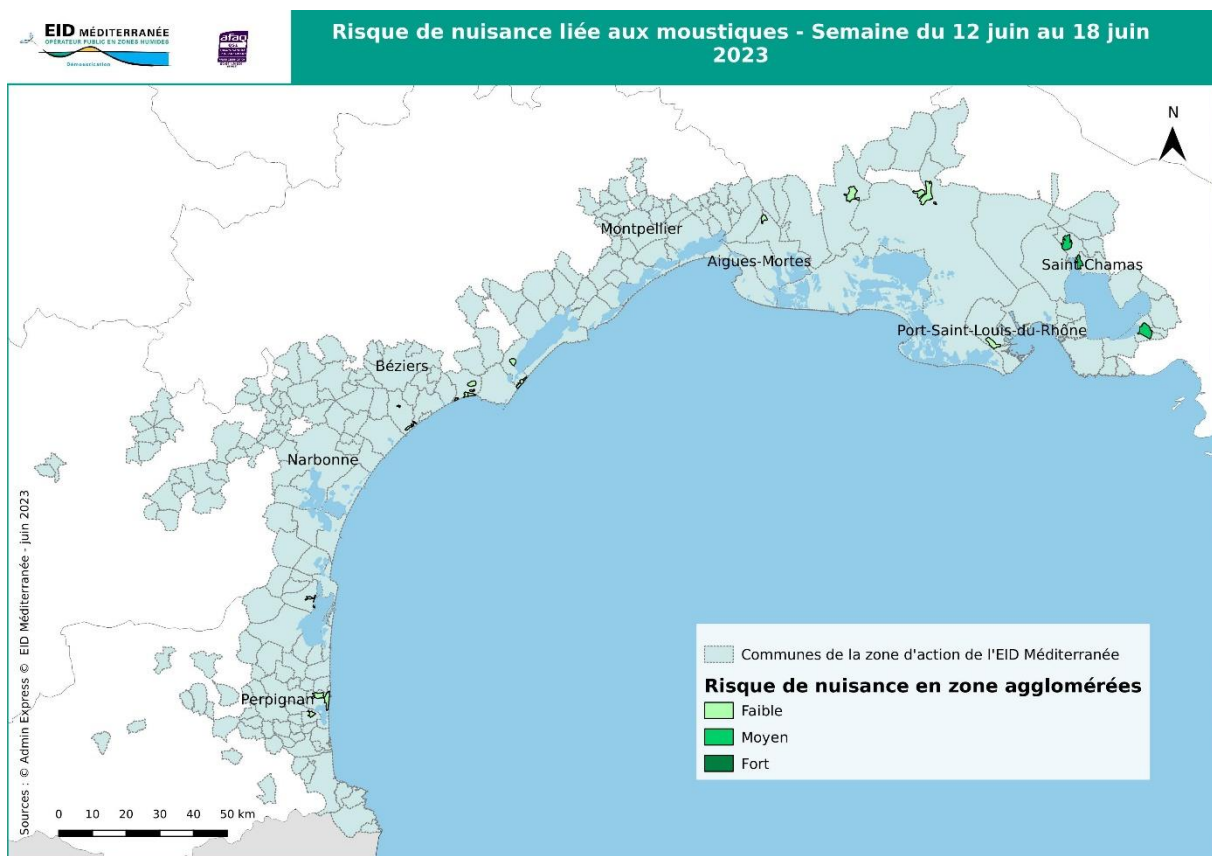 EID MÉDITERRANÉE
OPÉRATEUR PUBLIC EN ZONES HUMIDES
Démoustication
afaq
Risque de nuisance liée aux moustiques - Semaine du 12 juin au 18 juin
2023
N
Montpellier
Aigues-Mortes
Saint-Chamas
Port-Saint-Louis-du-Rhône
Béziers
Narbonne
Perpignan
Communes de la zone d'action de l'EID Méditerranée
Risque de nuisance en zone agglomérées
Faible
Moyen
Fort
0 10 20 30 40 50 km
Sources : © Admin Express © EID Méditerranée - juin 2023